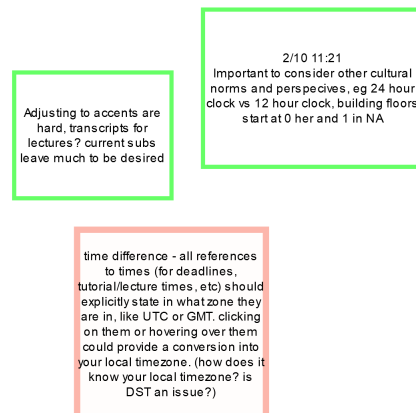 2/10 11:21
Important to consider other cultural
norms and perspecives, eg 24 hour
clock vs 12 hour clock, building floors
start at 0 her and 1 in NA
Adjusting to accents are
hard, transcripts for
lectures? current subs
leave much to be desired
time difference - all references
to times (for deadlines,
tutorial/lecture times, etc) should
explicitly state in what zone they
are in, like UTC or GMT. clicking
on them or hovering over them
could provide a conversion into
your local timezone. (how does it
know your local timezone? is
DST an issue?)